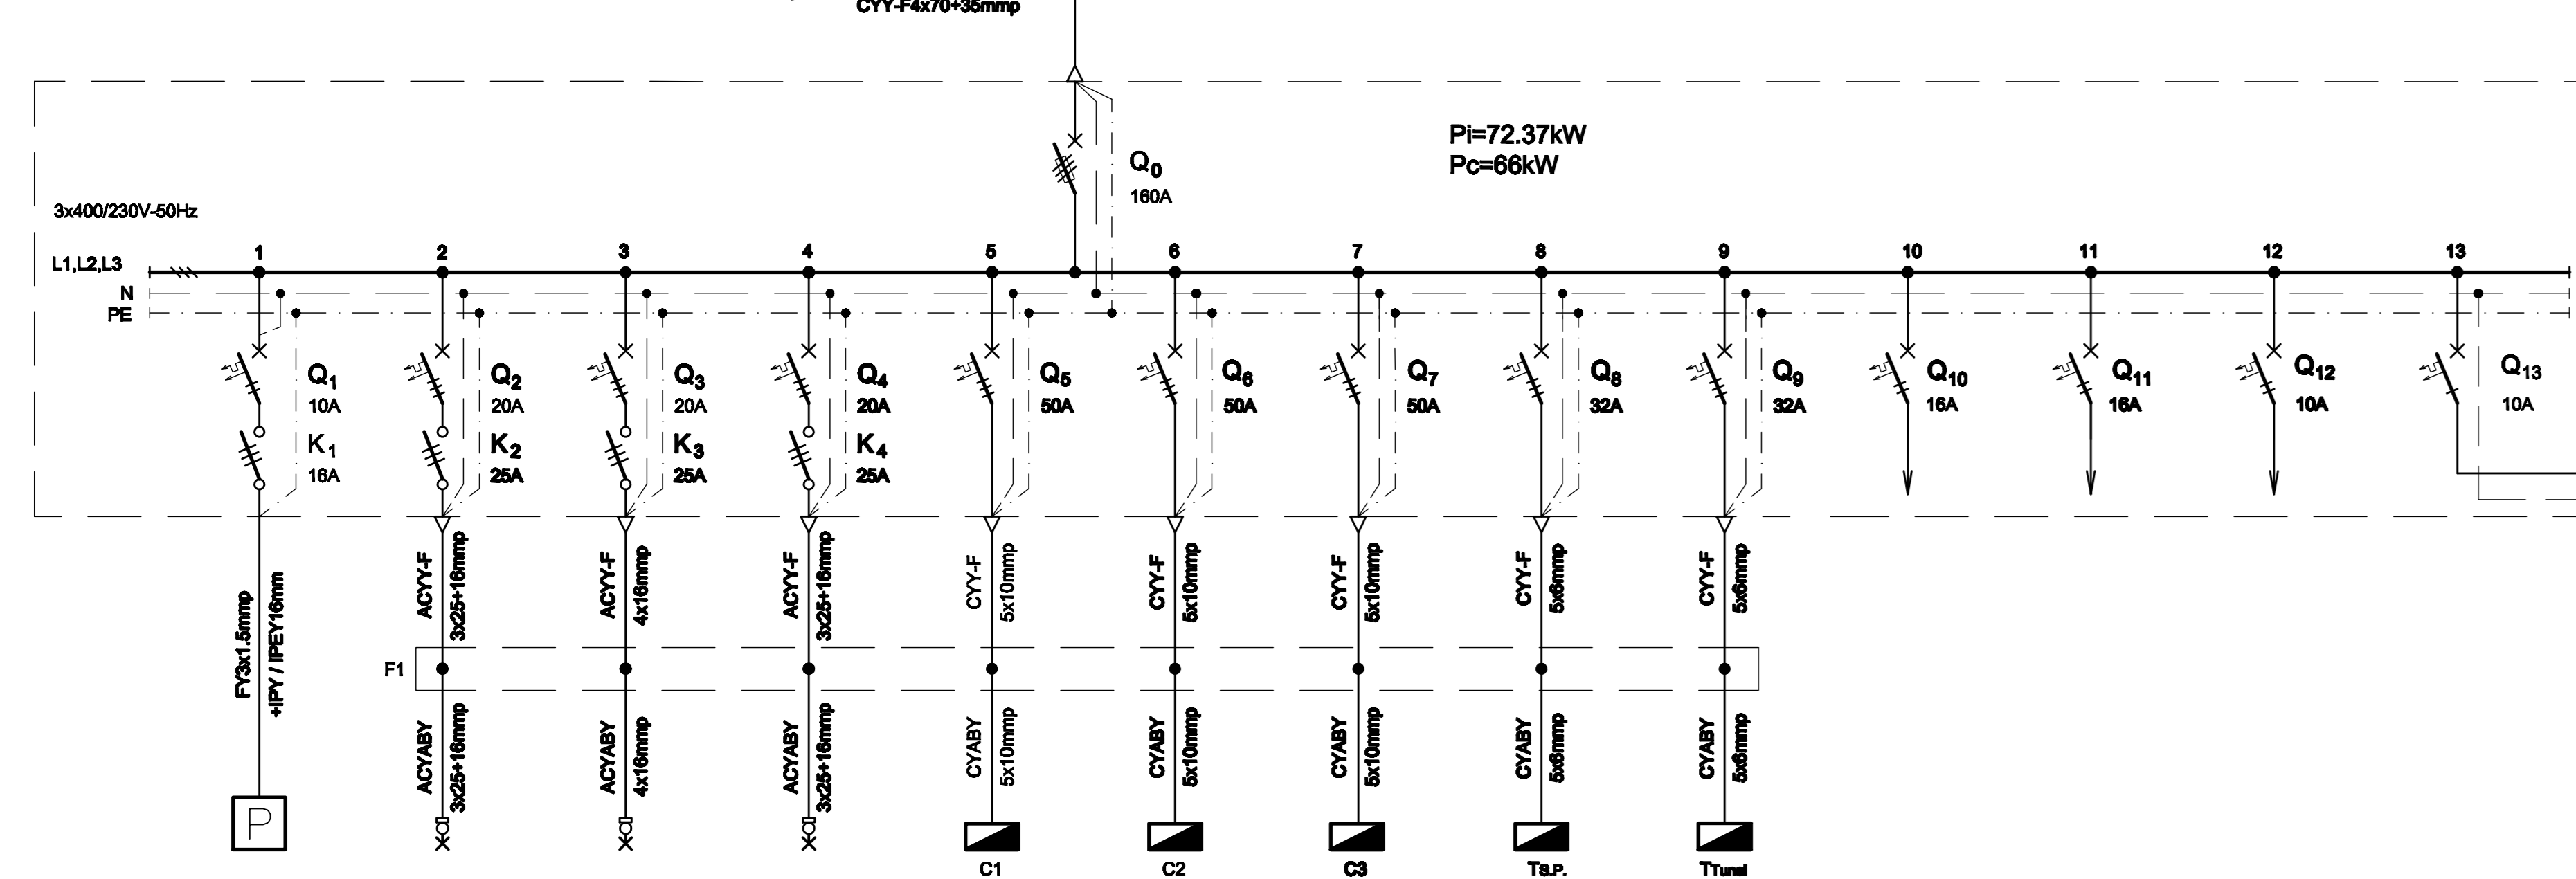 CYY-F4x70+35mmp
Pi=72.37kW
Pc=66kW
Q0
160A
3x400/230V-50Hz
1 2 3 4 5 6 7 8 9 10 11 12 13
L1,L2,L3
N
PE
Q1 Q2 Q3 Q4 Q5 Q6 Q7 Q8 Q9 Q10 Q11 Q12 Q13
10A 20A 20A 20A 50A 50A 50A 32A 32A 16A 16A 10A 10A
K1 K2 K3 K4
16A 25A 25A 25A
FY3x1.5mmp
+IPY / IPEY16mm
ACYY-F
3x25+16mmp
ACYY-F
4x16mmp
ACYY-F
3x25+16mmp
CYY-F
5x10mmp
CYY-F
5x10mmp
CYY-F
5x10mmp
CYY-F
5x6mmp
CYY-F
5x6mmp
F1
ACYABY
3x25+16mmp
ACYABY
4x16mmp
ACYABY
3x25+16mmp
CYABY
5x10mmp
CYABY
5x10mmp
CYABY
5x10mmp
CYABY
5x6mmp
CYABY
5x6mmp
P
C1 C2 C3 TS.P. TTunel